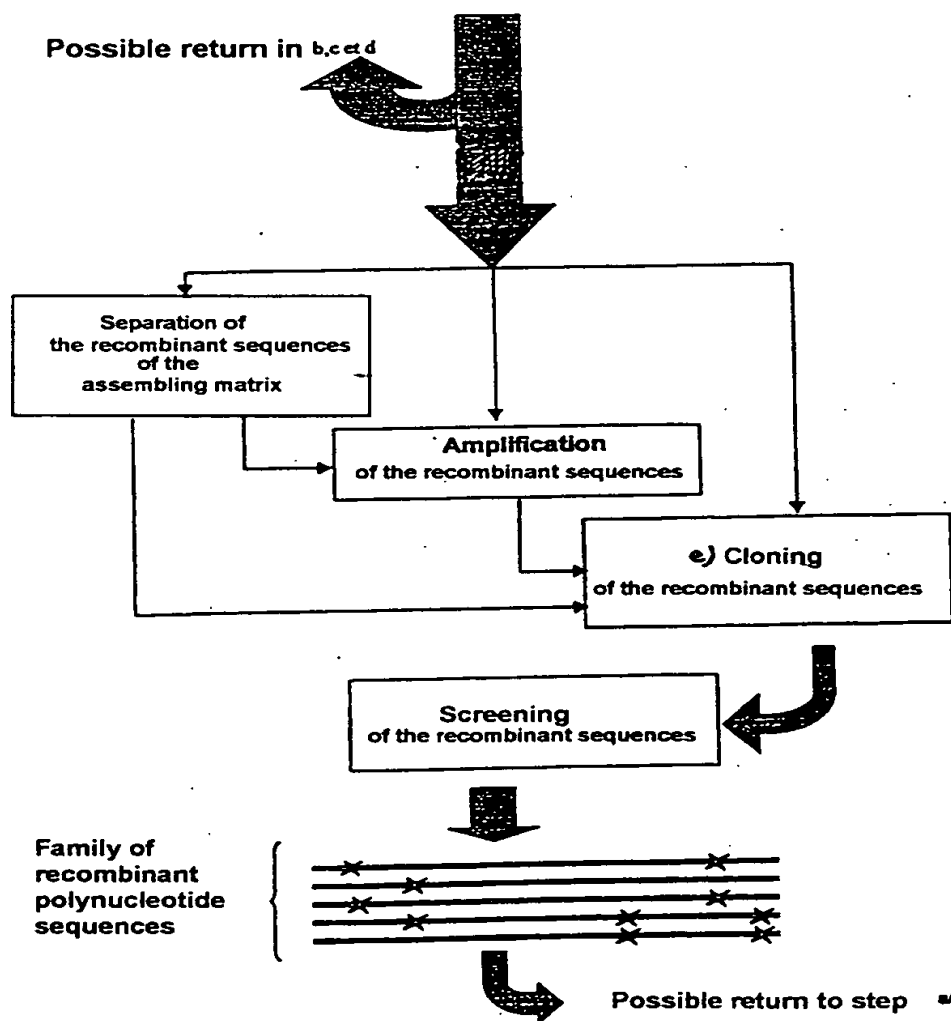 Possible return in b,c et d
Separation of
the recombinant sequences
of the
assembling matrix
Amplification
of the recombinant sequences
e) Cloning
of the recombinant sequences
Screening
of the recombinant sequences
Family of
recombinant
polynucleotide
sequences
Possible return to step